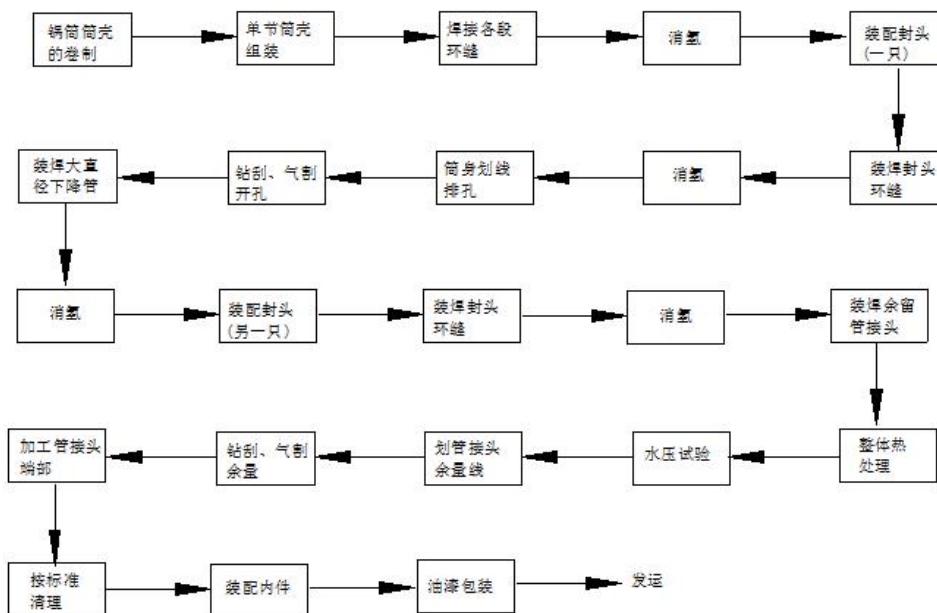 锅筒筒壳
的卷制
单节筒壳
组装
焊接各段
环缝
消氢
装配封头
(一只)
装焊封头
环缝
消氢
筒身划线
排孔
钻刮、气割
开孔
装焊大直
径下降管
消氢
装配封头
(另一只)
装焊封头
环缝
消氢
装焊余留
管接头
整体热
处理
水压试验
划管接头
余量线
钻刮、气割
余量
加工管接头
端部
按标准
清理
装配内件
油漆包装
发运